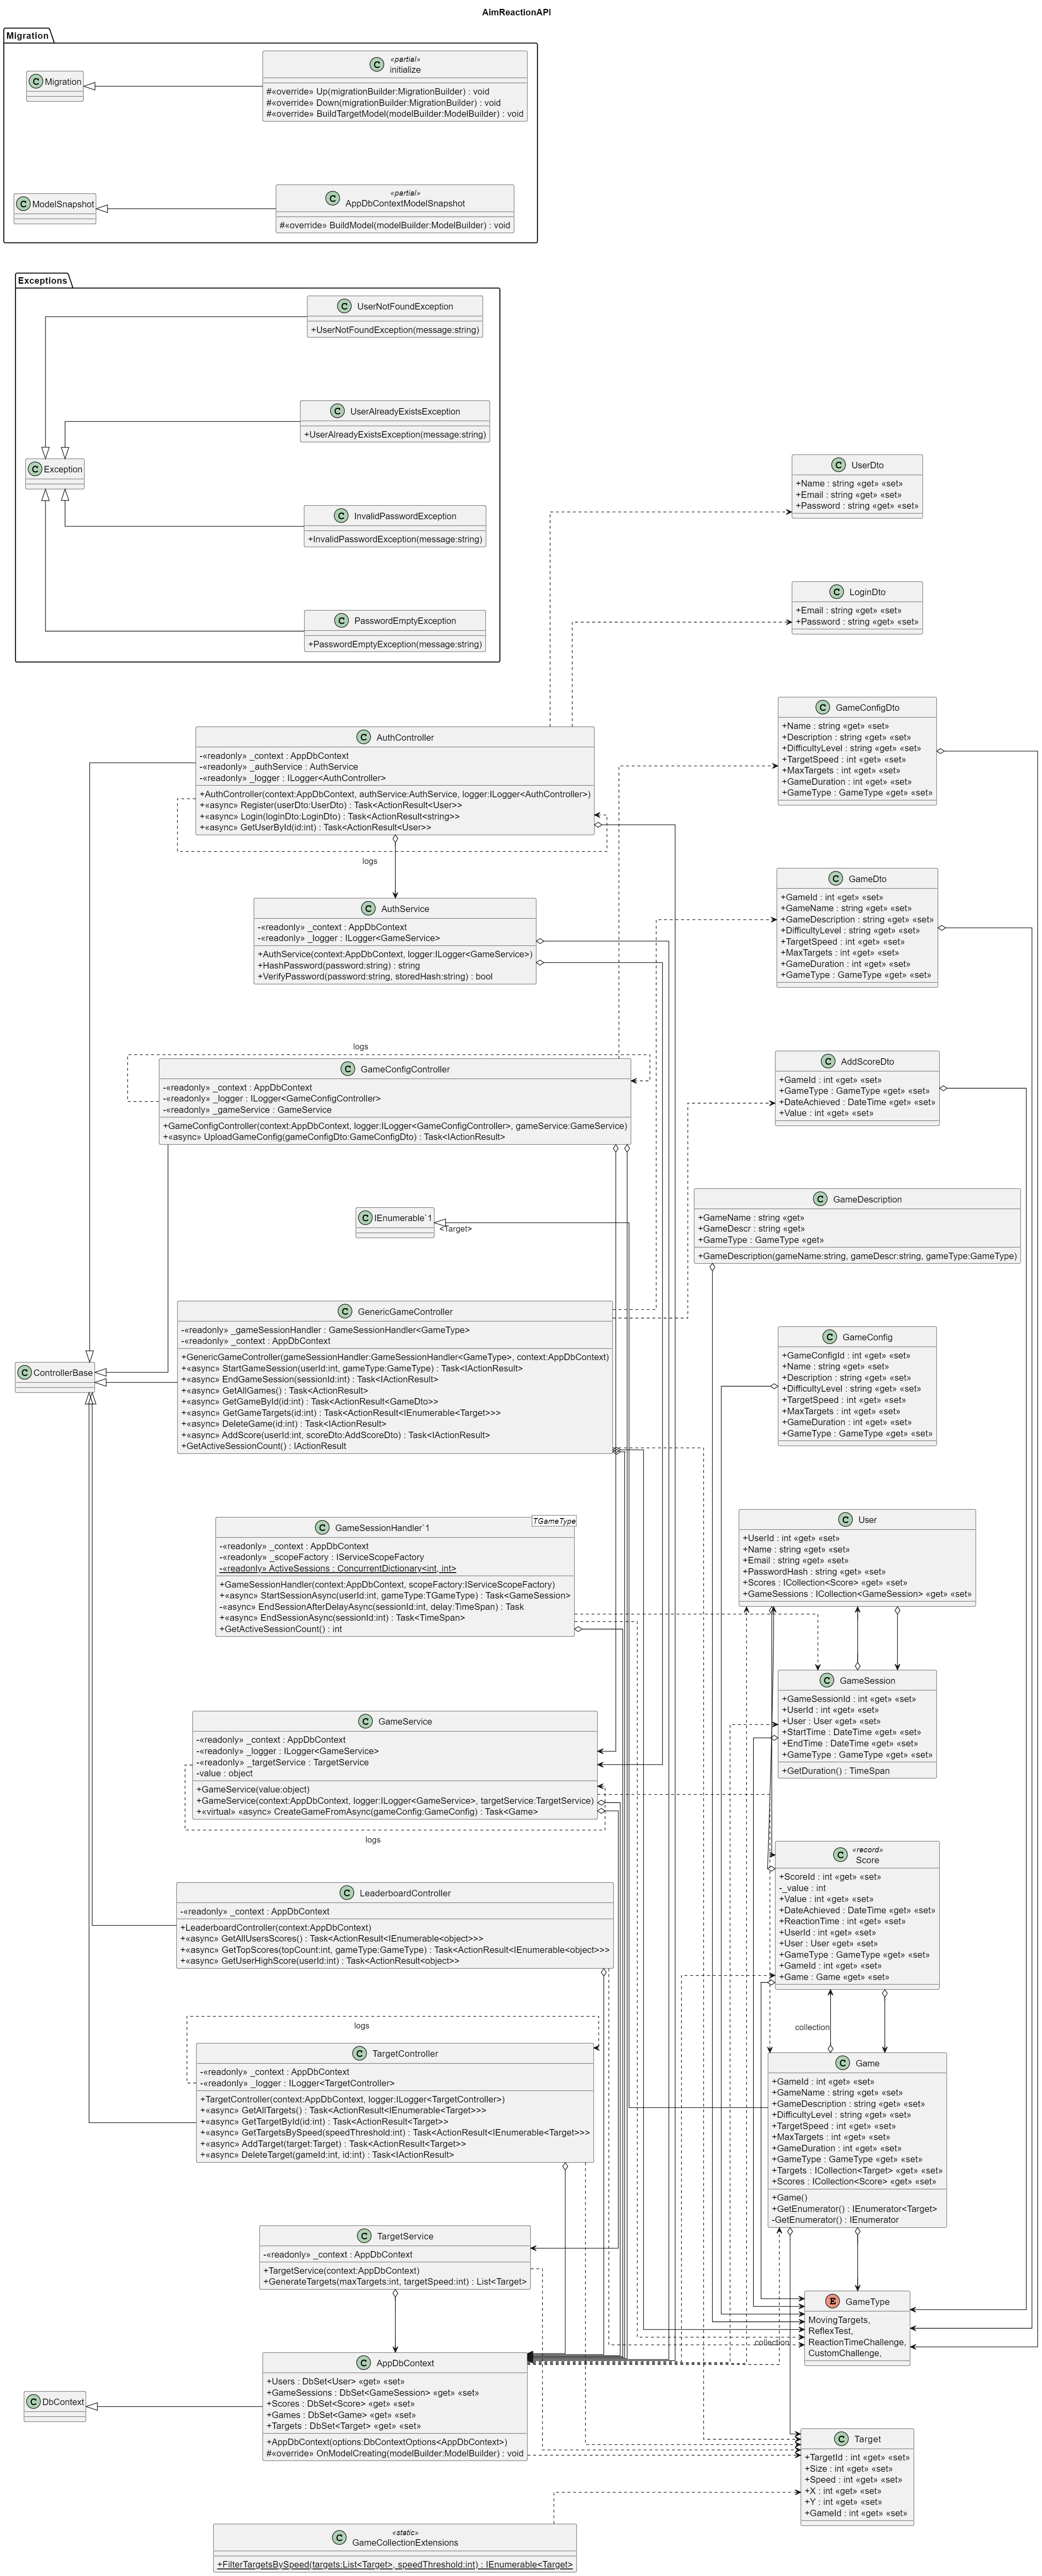 AimReactionAPI
Migration
C Migration
«partial»
C initialize
#«override» Up(migrationBuilder:MigrationBuilder) : void
#«override» Down(migrationBuilder:MigrationBuilder) : void
#«override» BuildTargetModel(modelBuilder:ModelBuilder) : void
C ModelSnapshot
«partial»
C AppDbContextModelSnapshot
#«override» BuildModel(modelBuilder:ModelBuilder) : void
Exceptions
C UserNotFoundException
+UserNotFoundException(message:string)
C UserAlreadyExistsException
+UserAlreadyExistsException(message:string)
C Exception
C InvalidPasswordException
+InvalidPasswordException(message:string)
C PasswordEmptyException
+PasswordEmptyException(message:string)
C UserDto
+Name : string «get» «set»
+Email : string «get» «set»
+Password : string «get» «set»
C LoginDto
+Email : string «get» «set»
+Password : string «get» «set»
C GameConfigDto
+Name : string «get» «set»
+Description : string «get» «set»
+DifficultyLevel : string «get» «set»
+TargetSpeed : int «get» «set»
+MaxTargets : int «get» «set»
+GameDuration : int «get» «set»
+GameType : GameType «get» «set»
C AuthController
-«readonly» _context : AppDbContext
-«readonly» _authService : AuthService
-«readonly» _logger : ILogger<AuthController>
+AuthController(context:AppDbContext, authService:AuthService, logger:ILogger<AuthController>)
+«async» Register(userDto:UserDto) : Task<ActionResult<User>>
+«async» Login(loginDto:LoginDto) : Task<ActionResult<string>>
+«async» GetUserById(id:int) : Task<ActionResult<User>>
logs
C GameDto
+GameId : int «get» «set»
+GameName : string «get» «set»
+GameDescription : string «get» «set»
+DifficultyLevel : string «get» «set»
+TargetSpeed : int «get» «set»
+MaxTargets : int «get» «set»
+GameDuration : int «get» «set»
+GameType : GameType «get» «set»
C AuthService
-«readonly» _context : AppDbContext
-«readonly» _logger : ILogger<GameService>
+AuthService(context:AppDbContext, logger:ILogger<GameService>)
+HashPassword(password:string) : string
+VerifyPassword(password:string, storedHash:string) : bool
logs
C GameConfigController
-«readonly» _context : AppDbContext
-«readonly» _logger : ILogger<GameConfigController>
-«readonly» _gameService : GameService
+GameConfigController(context:AppDbContext, logger:ILogger<GameConfigController>, gameService:GameService)
+«async» UploadGameConfig(gameConfigDto:GameConfigDto) : Task<IActionResult>
C AddScoreDto
+GameId : int «get» «set»
+GameType : GameType «get» «set»
+DateAchieved : DateTime «get» «set»
+Value : int «get» «set»
C IEnumerable`1
<Target>
C GameDescription
+GameName : string «get»
+GameDescr : string «get»
+GameType : GameType «get»
+GameDescription(gameName:string, gameDescr:string, gameType:GameType)
C ControllerBase
C GenericGameController
-«readonly» _gameSessionHandler : GameSessionHandler<GameType>
-«readonly» _context : AppDbContext
+GenericGameController(gameSessionHandler:GameSessionHandler<GameType>, context:AppDbContext)
+«async» StartGameSession(userId:int, gameType:GameType) : Task<IActionResult>
+«async» EndGameSession(sessionId:int) : Task<IActionResult>
+«async» GetAllGames() : Task<ActionResult>
+«async» GetGameById(id:int) : Task<ActionResult<GameDto>>
+«async» GetGameTargets(id:int) : Task<ActionResult<IEnumerable<Target>>>
+«async» DeleteGame(id:int) : Task<IActionResult>
+«async» AddScore(userId:int, scoreDto:AddScoreDto) : Task<IActionResult>
+GetActiveSessionCount() : IActionResult
C GameConfig
+GameConfigId : int «get» «set»
+Name : string «get» «set»
+Description : string «get» «set»
+DifficultyLevel : string «get» «set»
+TargetSpeed : int «get» «set»
+MaxTargets : int «get» «set»
+GameDuration : int «get» «set»
+GameType : GameType «get» «set»
C GameSessionHandler`1
TGameType
-«readonly» _context : AppDbContext
-«readonly» _scopeFactory : IServiceScopeFactory
-«readonly» ActiveSessions : ConcurrentDictionary<int, int>
+GameSessionHandler(context:AppDbContext, scopeFactory:IServiceScopeFactory)
+«async» StartSessionAsync(userId:int, gameType:TGameType) : Task<GameSession>
-«async» EndSessionAfterDelayAsync(sessionId:int, delay:TimeSpan) : Task
+«async» EndSessionAsync(sessionId:int) : Task<TimeSpan>
+GetActiveSessionCount() : int
C User
+UserId : int «get» «set»
+Name : string «get» «set»
+Email : string «get» «set»
+PasswordHash : string «get» «set»
+Scores : ICollection<Score> «get» «set»
+GameSessions : ICollection<GameSession> «get» «set»
C GameSession
+GameSessionId : int «get» «set»
+UserId : int «get» «set»
+User : User «get» «set»
+StartTime : DateTime «get» «set»
+EndTime : DateTime «get» «set»
+GameType : GameType «get» «set»
+GetDuration() : TimeSpan
C GameService
-«readonly» _context : AppDbContext
-«readonly» _logger : ILogger<GameService>
-«readonly» _targetService : TargetService
-value : object
+GameService(value:object)
+GameService(context:AppDbContext, logger:ILogger<GameService>, targetService:TargetService)
+«virtual» «async» CreateGameFromAsync(gameConfig:GameConfig) : Task<Game>
logs
«record»
C Score
+ScoreId : int «get» «set»
-_value : int
+Value : int «get» «set»
+DateAchieved : DateTime «get» «set»
+ReactionTime : int «get» «set»
+UserId : int «get» «set»
+User : User «get» «set»
+GameType : GameType «get» «set»
+GameId : int «get» «set»
+Game : Game «get» «set»
C LeaderboardController
-«readonly» _context : AppDbContext
+LeaderboardController(context:AppDbContext)
+«async» GetAllUsersScores() : Task<ActionResult<IEnumerable<object>>>
+«async» GetTopScores(topCount:int, gameType:GameType) : Task<ActionResult<IEnumerable<object>>>
+«async» GetUserHighScore(userId:int) : Task<ActionResult<object>>
logs
collection
C TargetController
-«readonly» _context : AppDbContext
-«readonly» _logger : ILogger<TargetController>
+TargetController(context:AppDbContext, logger:ILogger<TargetController>)
+«async» GetAllTargets() : Task<ActionResult<IEnumerable<Target>>>
+«async» GetTargetById(id:int) : Task<ActionResult<Target>>
+«async» GetTargetsBySpeed(speedThreshold:int) : Task<ActionResult<IEnumerable<Target>>>
+«async» AddTarget(target:Target) : Task<ActionResult<Target>>
+«async» DeleteTarget(gameId:int, id:int) : Task<IActionResult>
C Game
+GameId : int «get» «set»
+GameName : string «get» «set»
+GameDescription : string «get» «set»
+DifficultyLevel : string «get» «set»
+TargetSpeed : int «get» «set»
+MaxTargets : int «get» «set»
+GameDuration : int «get» «set»
+GameType : GameType «get» «set»
+Targets : ICollection<Target> «get» «set»
+Scores : ICollection<Score> «get» «set»
+Game()
+GetEnumerator() : IEnumerator<Target>
-GetEnumerator() : IEnumerator
C TargetService
-«readonly» _context : AppDbContext
+TargetService(context:AppDbContext)
+GenerateTargets(maxTargets:int, targetSpeed:int) : List<Target>
E GameType
MovingTargets,
ReflexTest,
ReactionTimeChallenge,
CustomChallenge,
collection
C DbContext
C AppDbContext
+Users : DbSet<User> «get» «set»
+GameSessions : DbSet<GameSession> «get» «set»
+Scores : DbSet<Score> «get» «set»
+Games : DbSet<Game> «get» «set»
+Targets : DbSet<Target> «get» «set»
+AppDbContext(options:DbContextOptions<AppDbContext>)
#«override» OnModelCreating(modelBuilder:ModelBuilder) : void
C Target
+TargetId : int «get» «set»
+Size : int «get» «set»
+Speed : int «get» «set»
+X : int «get» «set»
+Y : int «get» «set»
+GameId : int «get» «set»
«static»
C GameCollectionExtensions
+FilterTargetsBySpeed(targets:List<Target>, speedThreshold:int) : IEnumerable<Target>